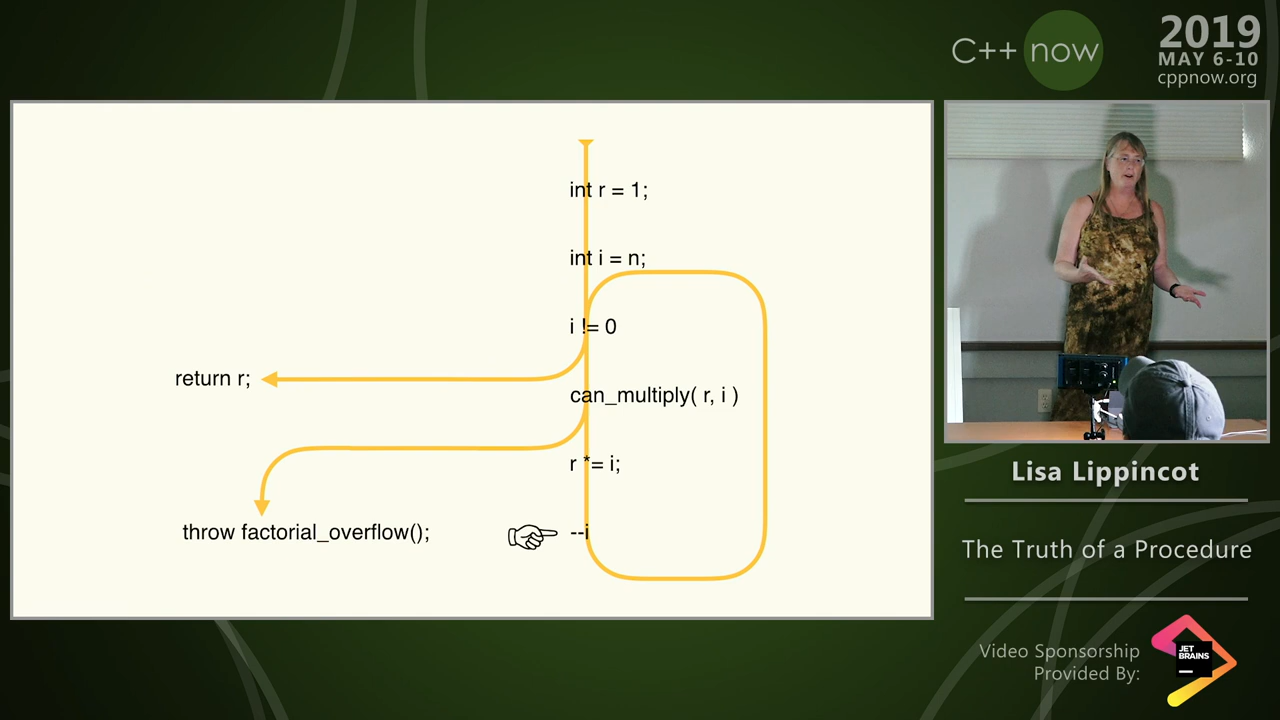 C++ now
2019
MAY 6-10
cppnow.org
int r = 1;
int i = n;
i != 0
return r;
can_multiply( r, i )
r *= i;
throw factorial_overflow();
--i
Lisa Lippincot
The Truth of a Procedure
Video Sponsorship
Provided By:
JET
BRAINS